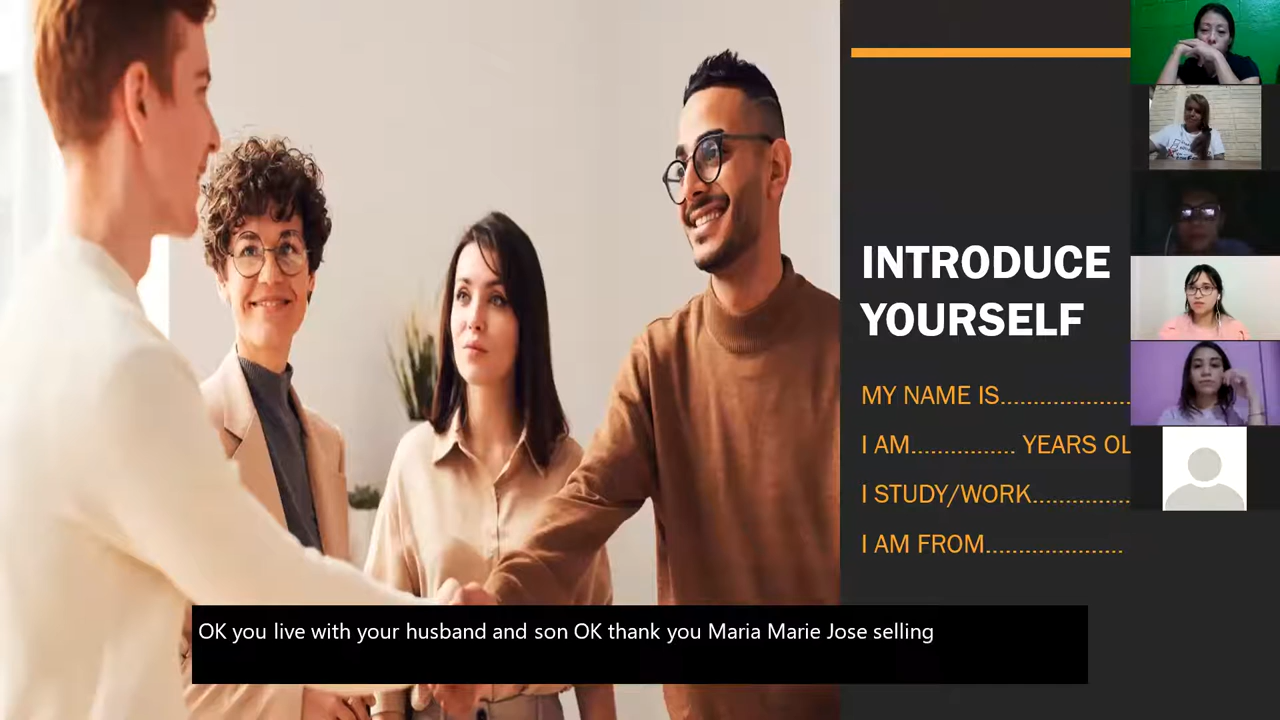 INTRODUCE
YOURSELF
MY NAME IS....................
I AM................ YEARS OL
I STUDY/WORK...............
I AM FROM.....................
OK you live with your husband and son OK thank you Maria Marie Jose selling